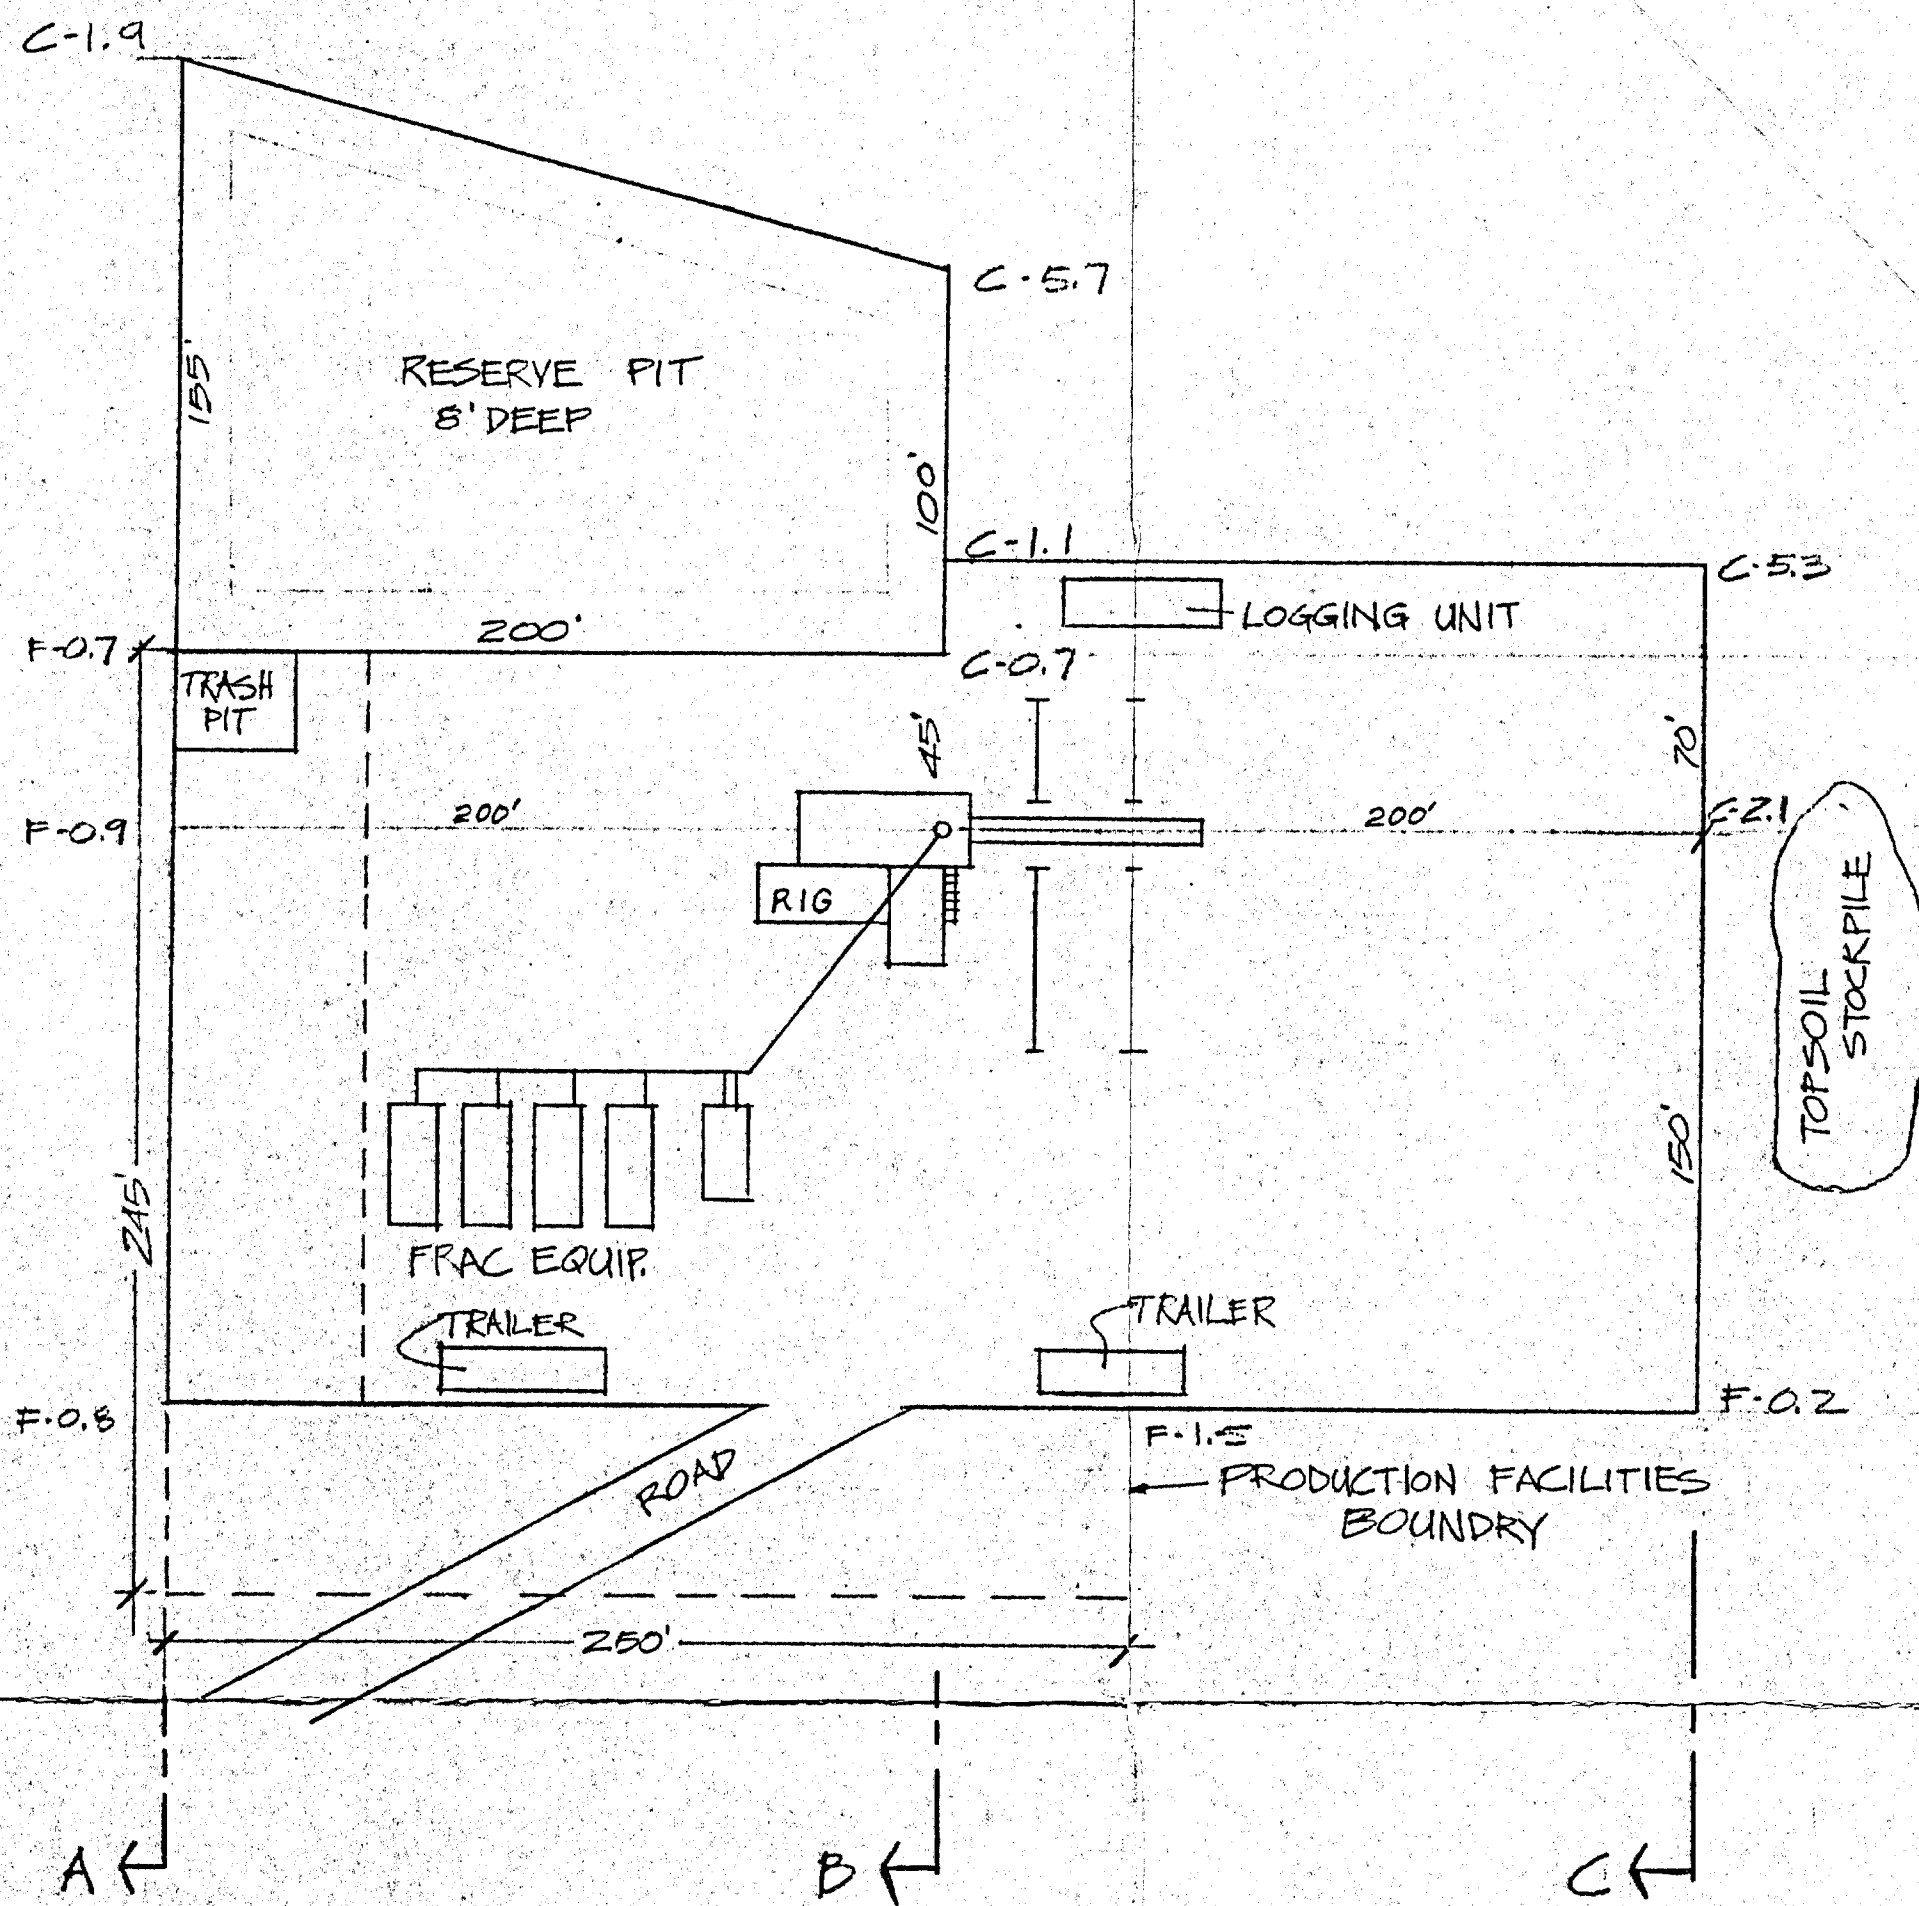 C-1.9
C-5.7
155'
RESERVE PIT
8' DEEP
100'
C-1.1
C-5.3
LOGGING UNIT
200'
F-0.7
C-0.7
TRASH
PIT
45'
70'
F-0.9
200'
200'
C-2.1
RIG
TOPSOIL
STOCKPILE
150'
245'
FRAC EQUIP.
TRAILER
TRAILER
F-0.8
F-0.2
F-1.5
ROAD
PRODUCTION FACILITIES
BOUNDRY
250'
A
B
C